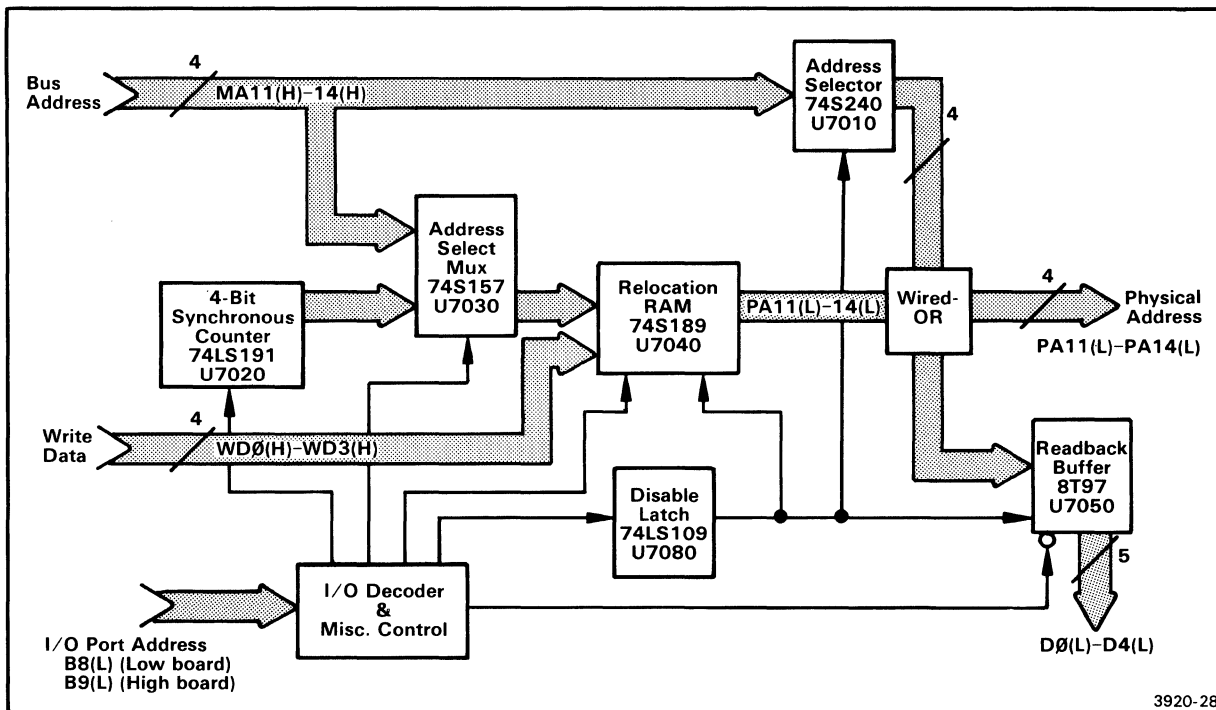 Bus
Address
4
MA11(H)-14(H)
Address
Selector
74S240
U7010
4
Address
Select
Mux
74S157
U7030
4-Bit
Synchronous
Counter
74LS191
U7020
Relocation
RAM
74S189
U7040
PA11(L)-14(L)
Wired-
OR
4
Physical
Address
PA11(L)-PA14(L)
Write
Data
4
WDØ(H)-WD3(H)
Disable
Latch
74LS109
U7080
Readback
Buffer
8T97
U7050
5
DØ(L)-D4(L)
I/O Decoder
&
Misc. Control
I/O Port Address
B8(L) (Low board)
B9(L) (High board)
3920-28